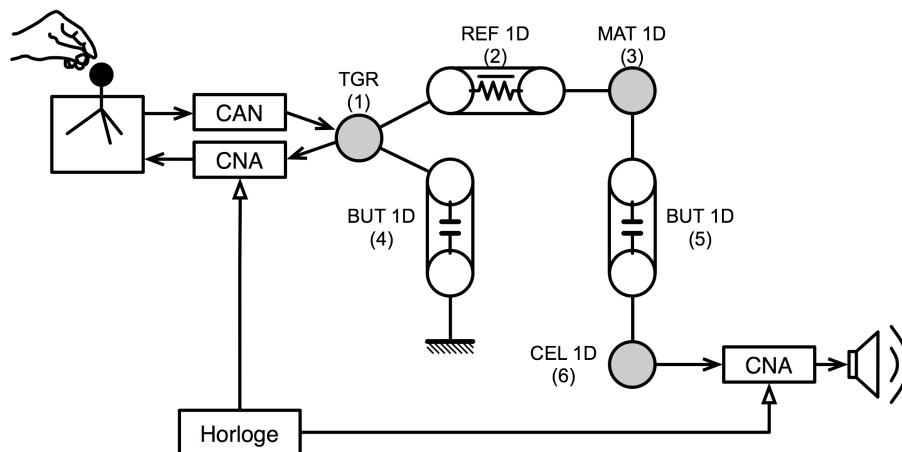 REF 1D
(2)
MAT 1D
(3)
TGR
(1)
CAN
CNA
BUT 1D
(4)
BUT 1D
(5)
CEL 1D
(6)
CNA
Horloge